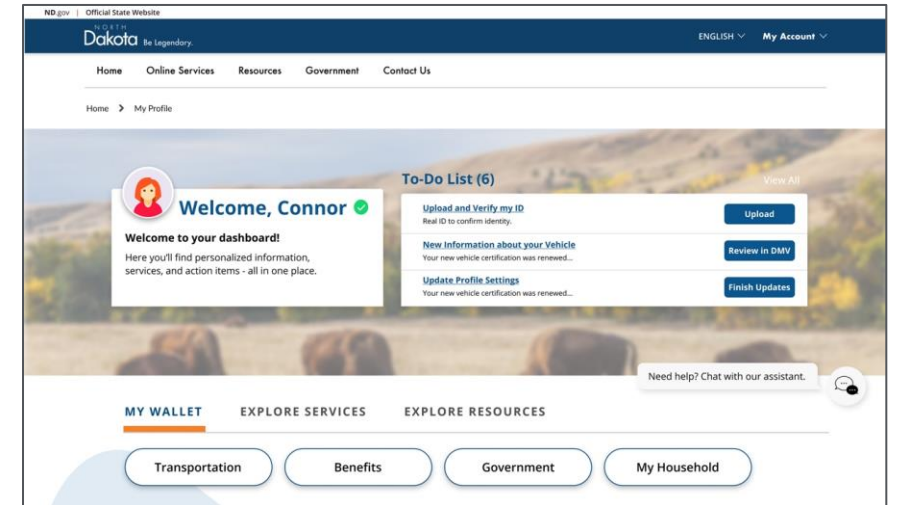 ND.gov | Official State Website
NORTH
Dakota Be Legendary.
ENGLISH My Account
Home Online Services Resources Government Contact Us
Home > My Profile
Welcome, Connor
Welcome to your dashboard!
Here you'll find personalized information,
services, and action items - all in one place.
To-Do List (6)
View All
Upload and Verify my ID
Real ID to confirm identity.
Upload
New Information about your Vehicle
Your new vehicle certification was renewed...
Review in DMV
Update Profile Settings
Your new vehicle certification was renewed...
Finish Updates
Need help? Chat with our assistant.
MY WALLET EXPLORE SERVICES EXPLORE RESOURCES
Transportation Benefits Government My Household